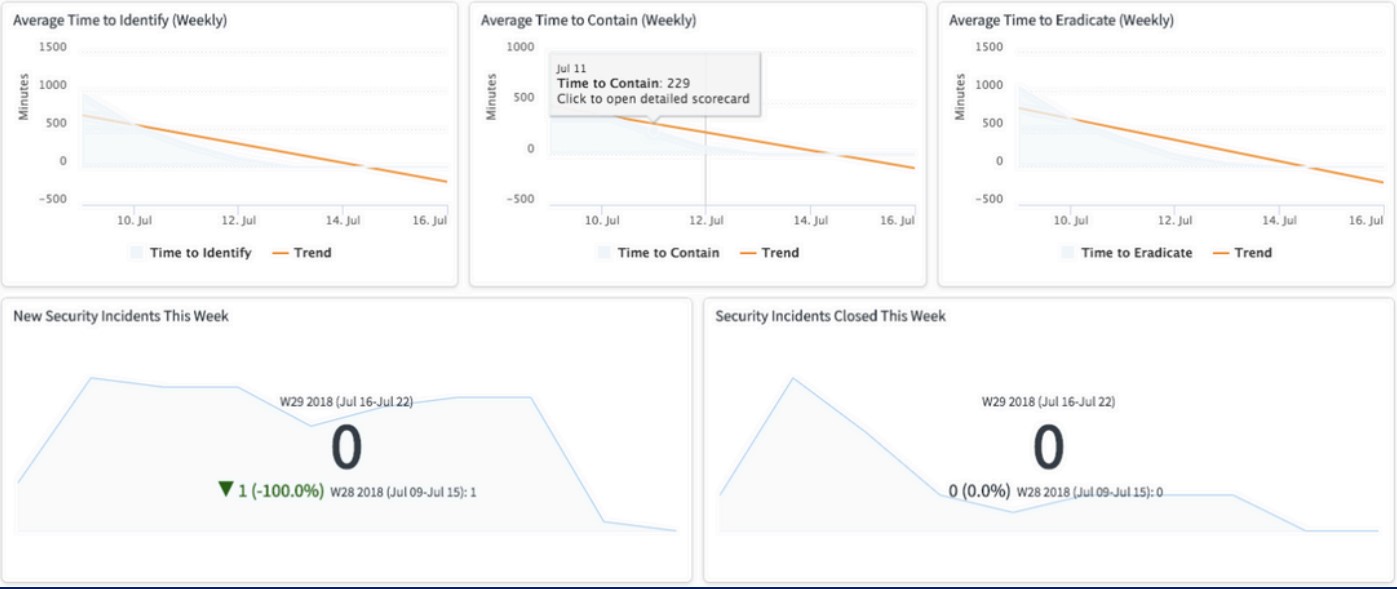 Average Time to Identify (Weekly)
1500
1000
500
0
−500
Minutes
10. Jul
12. Jul
14. Jul
16. Jul
Time to Identify
Trend
Average Time to Contain (Weekly)
1000
500
0
−500
Minutes
Jul 11
Time to Contain: 229
Click to open detailed scorecard
10. Jul
12. Jul
14. Jul
16. Jul
Time to Contain
Trend
Average Time to Eradicate (Weekly)
1500
1000
500
0
−500
Minutes
10. Jul
12. Jul
14. Jul
16. Jul
Time to Eradicate
Trend
New Security Incidents This Week
W29 2018 (Jul 16-Jul 22)
0
▼ 1 (-100.0%) W28 2018 (Jul 09-Jul 15): 1
Security Incidents Closed This Week
W29 2018 (Jul 16-Jul 22)
0
0 (0.0%) W28 2018 (Jul 09-Jul 15): 0